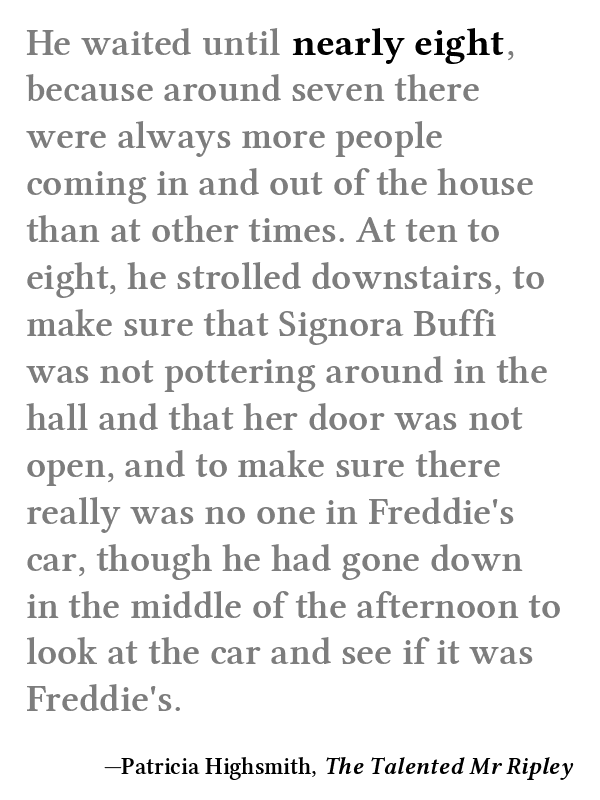 He waited until nearly eight,
because around seven there
were always more people
coming in and out of the house
than at other times. At ten to
eight, he strolled downstairs, to
make sure that Signora Buffi
was not pottering around in the
hall and that her door was not
open, and to make sure there
really was no one in Freddie's
car, though he had gone down
in the middle of the afternoon to
look at the car and see if it was
Freddie's.
—Patricia Highsmith, The Talented Mr Ripley